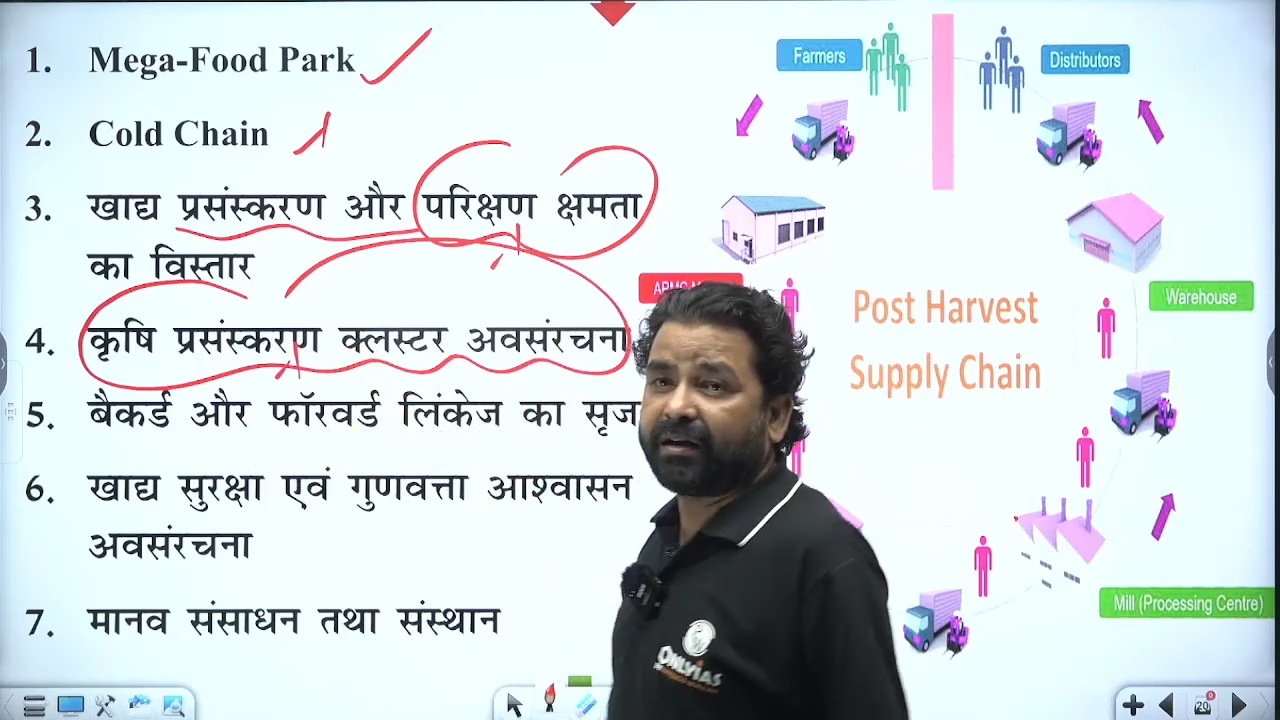 1. Mega-Food Park
2. Cold Chain
3. खाद्य प्रसंस्करण और परिक्षण क्षमता
का विस्तार
4. कृषि प्रसंस्करण क्लस्टर अवसंरचना
5. बैकर्ड और फॉरवर्ड लिंकेज का
6. खाद्य सुरक्षा एवं गुणवत्ता आश्वासन
अवसंरचना
7. मानव संसाधन तथा संस्थान
Farmers
Distributors
Warehouse
Post Harvest
Supply Chain
Mill (Processing Centre)
ONLYIAS
20